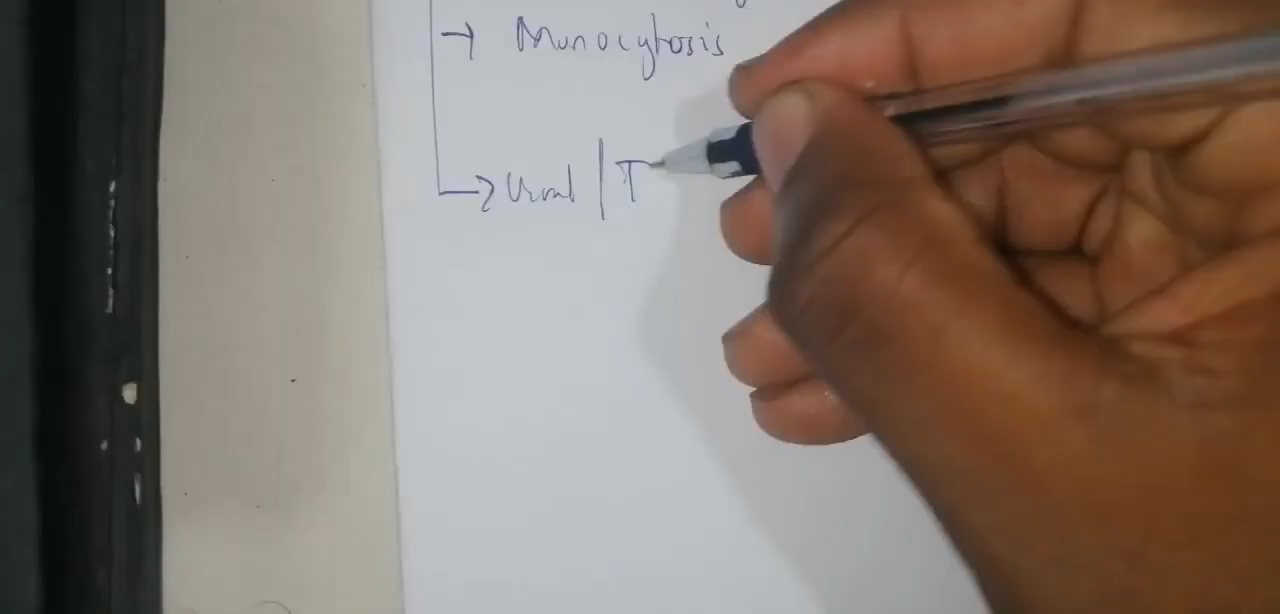 → Monocytosis
→ Viral | T